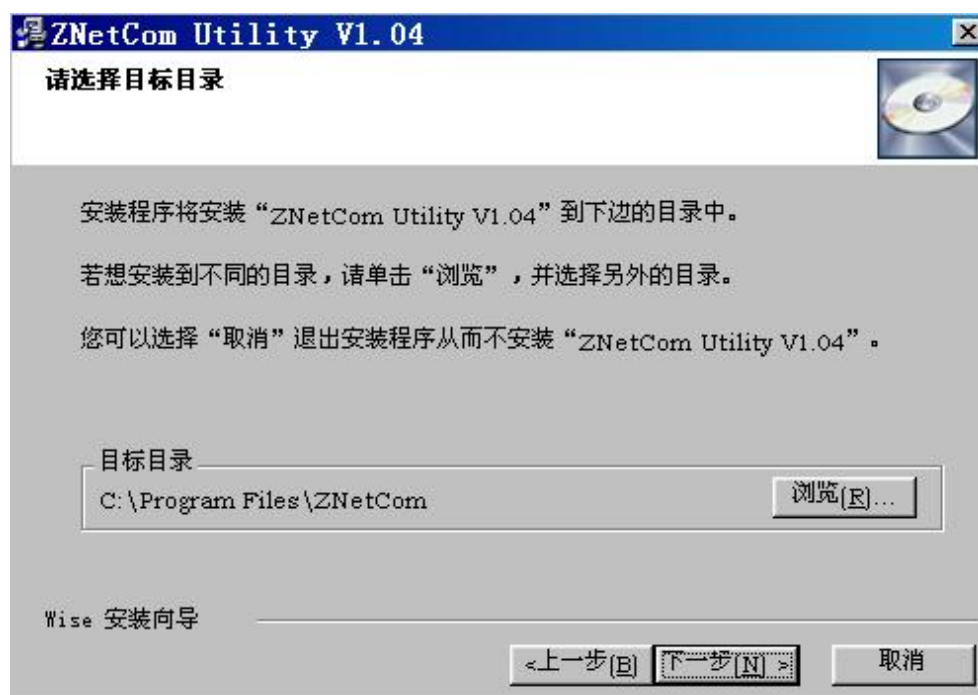 ZNetCom Utility V1.04
请选择目标目录
安装程序将安装“ZNetCom Utility V1.04”到下边的目录中。
若想安装到不同的目录，请单击“浏览”，并选择另外的目录。
您可以选择“取消”退出安装程序从而不安装“ZNetCom Utility V1.04”。
目标目录
C:\Program Files\ZNetCom
浏览(R)...
Wise 安装向导
<上一步(B)
下一步(N) >
取消